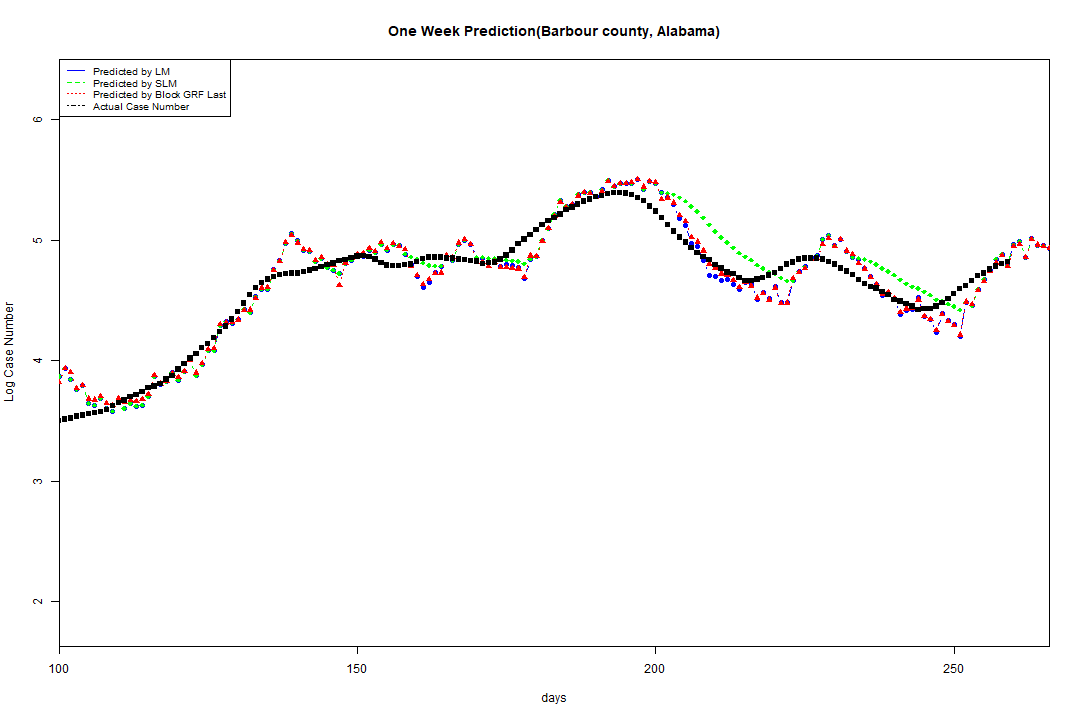 One Week Prediction(Barbour county, Alabama)
Predicted by LM
Predicted by SLM
Predicted by Block GRF Last
Actual Case Number
6
5
4
3
2
Log Case Number
100
150
200
250
days